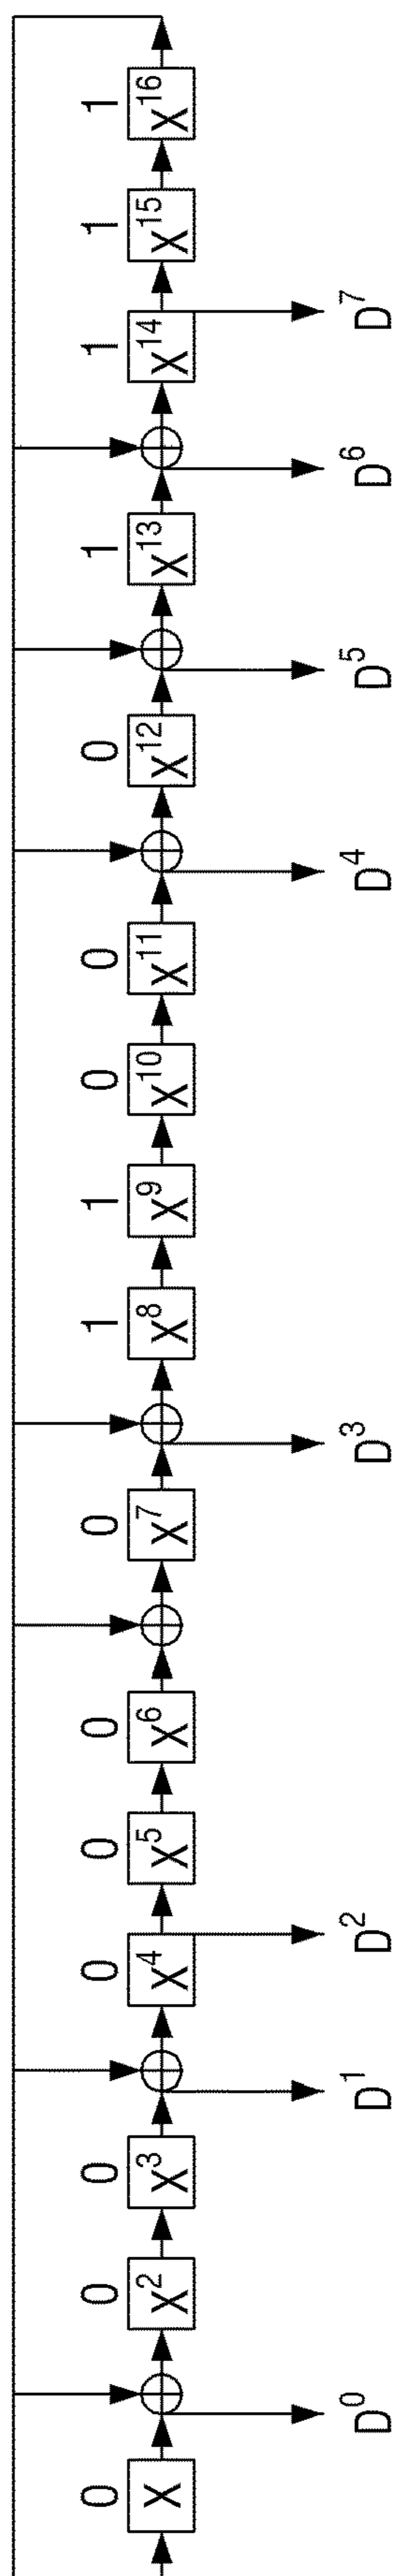 0 0 0 0 0 0 0 1 1 0 0 0 1 1 1 1
X X² X³ X⁴ X⁵ X⁶ X⁷ X⁸ X⁹ X¹⁰ X¹¹ X¹² X¹³ X¹⁴ X¹⁵ X¹⁶
D⁰ D¹ D² D³ D⁴ D⁵ D⁶ D⁷